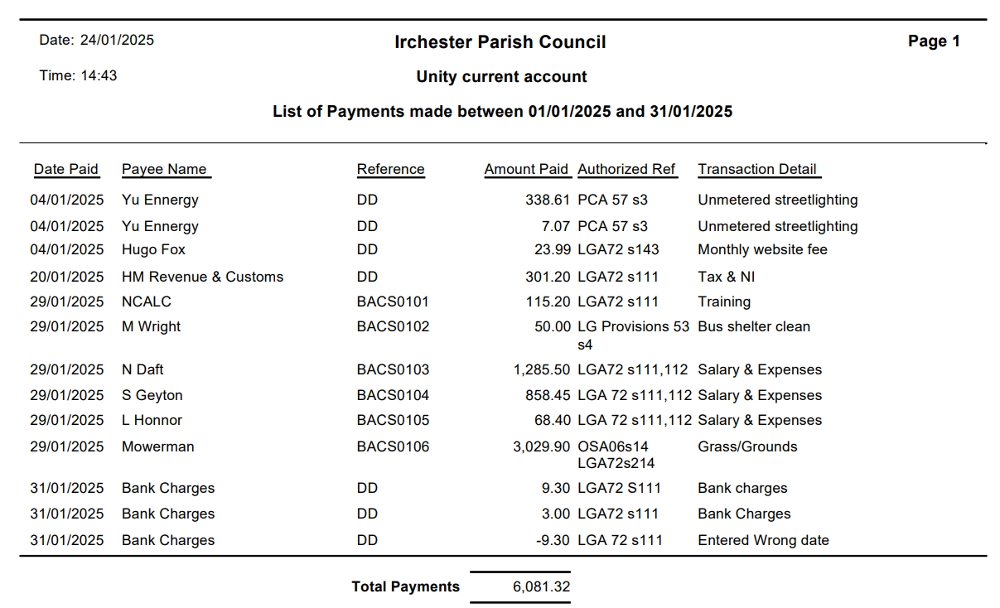 Date: 24/01/2025 Irchester Parish Council Page 1
Time: 14:43 Unity current account
List of Payments made between 01/01/2025 and 31/01/2025
Date Paid Payee Name Reference Amount Paid Authorized Ref Transaction Detail
04/01/2025 Yu Ennergy DD 338.61 PCA 57 s3 Unmetered streetlighting
04/01/2025 Yu Ennergy DD 7.07 PCA 57 s3 Unmetered streetlighting
04/01/2025 Hugo Fox DD 23.99 LGA72 s143 Monthly website fee
20/01/2025 HM Revenue & Customs DD 301.20 LGA72 s111 Tax & NI
29/01/2025 NCALC BACS0101 115.20 LGA72 s111 Training
29/01/2025 M Wright BACS0102 50.00 LG Provisions 53 Bus shelter clean
s4
29/01/2025 N Daft BACS0103 1,285.50 LGA72 s111,112 Salary & Expenses
29/01/2025 S Geyton BACS0104 858.45 LGA 72 s111,112 Salary & Expenses
29/01/2025 L Honnor BACS0105 68.40 LGA 72 s111,112 Salary & Expenses
29/01/2025 Mowerman BACS0106 3,029.90 OSA06s14 Grass/Grounds
LGA72s214
31/01/2025 Bank Charges DD 9.30 LGA72 S111 Bank charges
31/01/2025 Bank Charges DD 3.00 LGA72 s111 Bank Charges
31/01/2025 Bank Charges DD -9.30 LGA 72 s111 Entered Wrong date
Total Payments 6,081.32